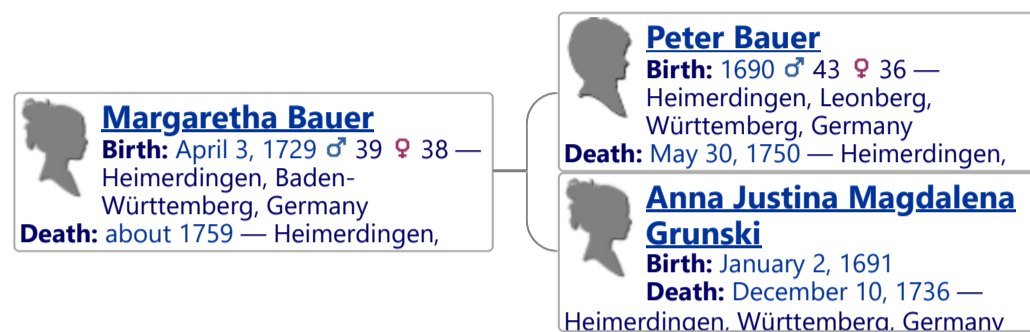 Margaretha Bauer
Birth: April 3, 1729 ♂ 39 ♀ 38 —
Heimerdingen, Baden-
Württemberg, Germany
Death: about 1759 — Heimerdingen,
Peter Bauer
Birth: 1690 ♂ 43 ♀ 36 —
Heimerdingen, Leonberg,
Württemberg, Germany
Death: May 30, 1750 — Heimerdingen,
Anna Justina Magdalena
Grunski
Birth: January 2, 1691
Death: December 10, 1736 —
Heimerdingen, Württemberg, Germany